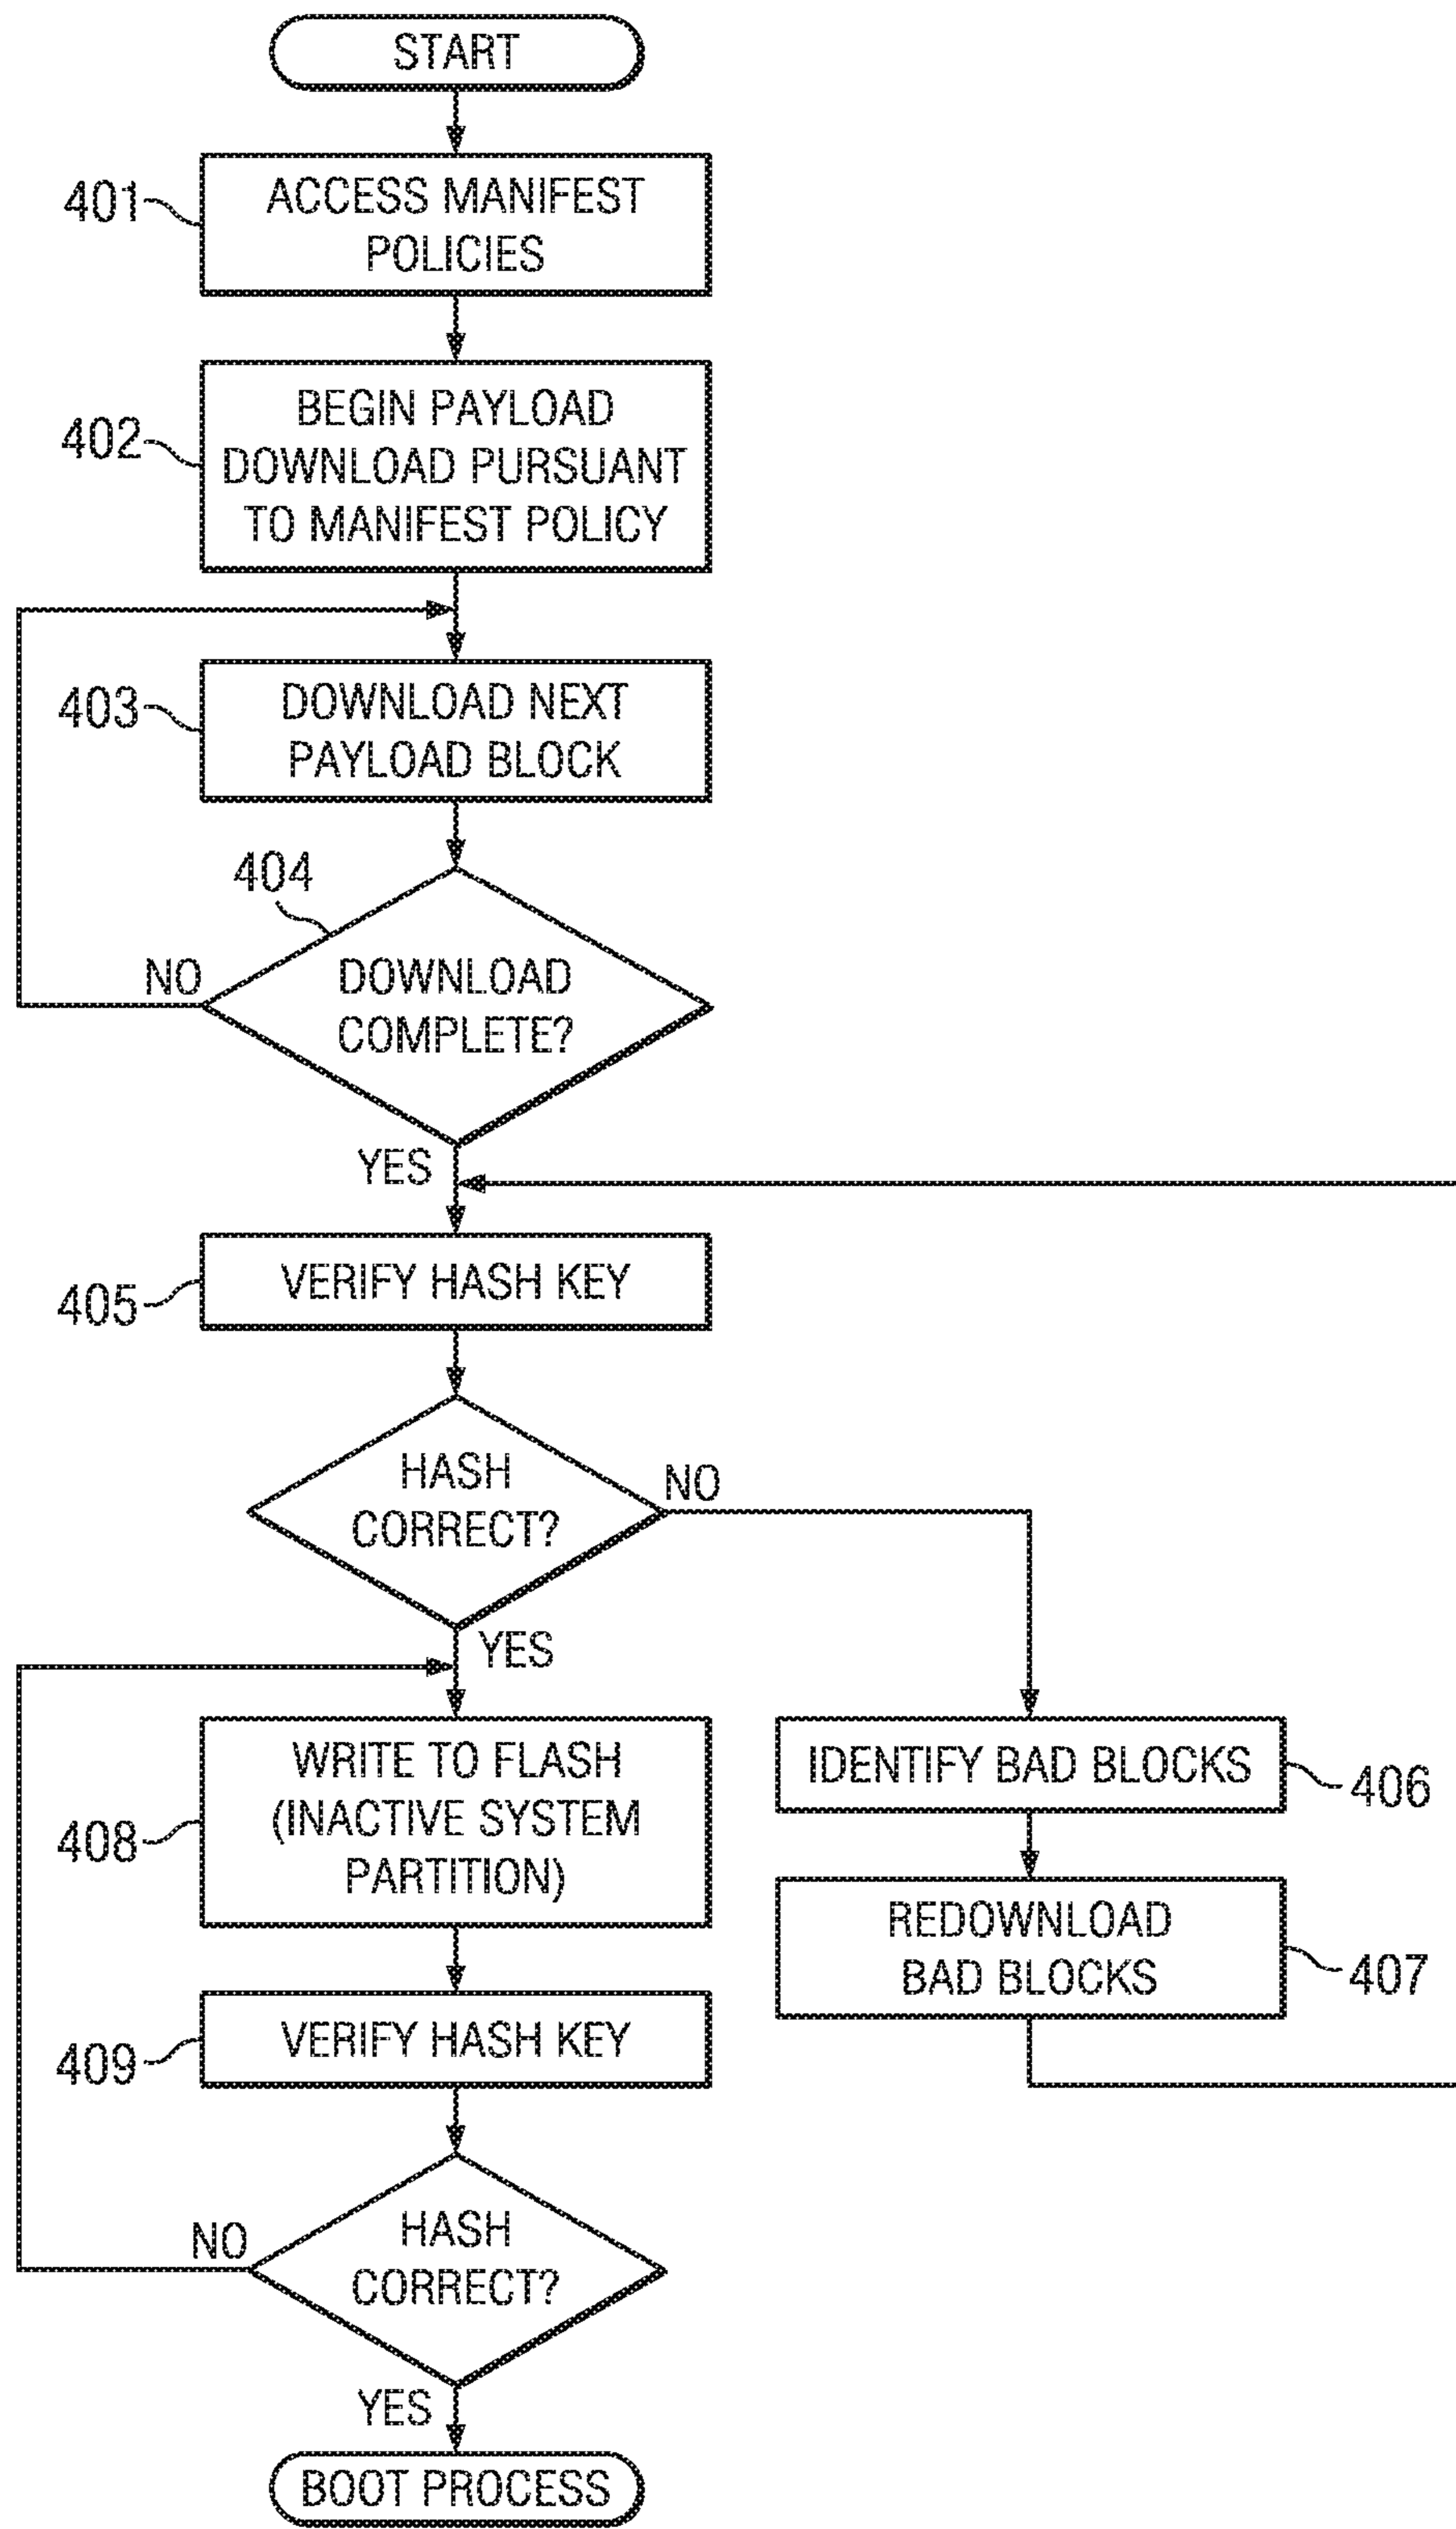 START
401
ACCESS MANIFEST
POLICIES
402
BEGIN PAYLOAD
DOWNLOAD PURSUANT
TO MANIFEST POLICY
403
DOWNLOAD NEXT
PAYLOAD BLOCK
404
NO
DOWNLOAD
COMPLETE?
YES
405
VERIFY HASH KEY
HASH
CORRECT?
NO
YES
408
WRITE TO FLASH
(INACTIVE SYSTEM
PARTITION)
IDENTIFY BAD BLOCKS
406
REDOWNLOAD
BAD BLOCKS
407
409
VERIFY HASH KEY
NO
HASH
CORRECT?
YES
BOOT PROCESS